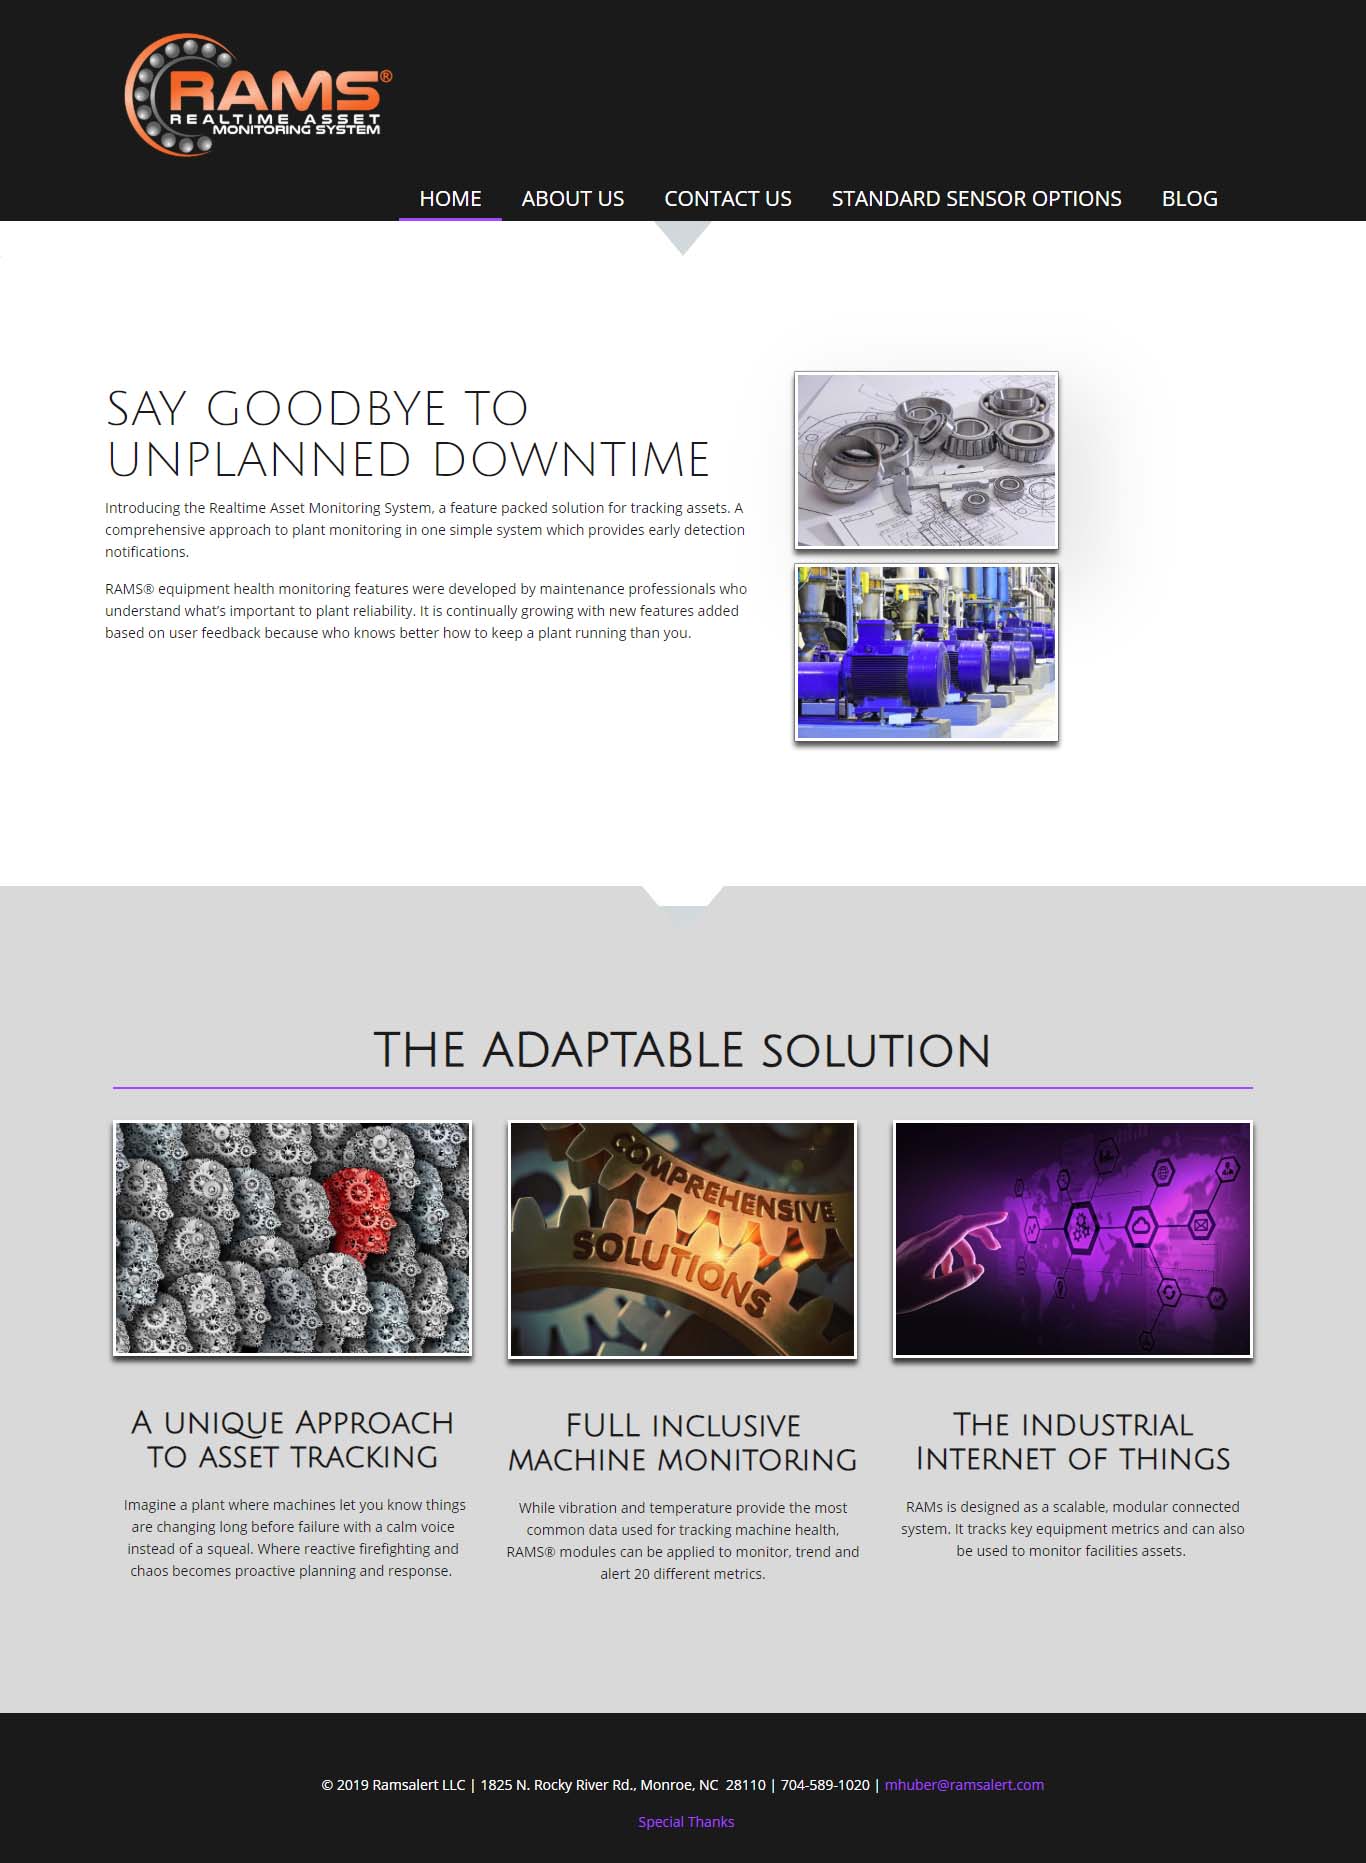 RAMS®
REALTIME ASSET
MONITORING SYSTEM
HOME ABOUT US CONTACT US STANDARD SENSOR OPTIONS BLOG
SAY GOODBYE TO
UNPLANNED DOWNTIME
Introducing the Realtime Asset Monitoring System, a feature packed solution for tracking assets. A
comprehensive approach to plant monitoring in one simple system which provides early detection
notifications.
RAMS® equipment health monitoring features were developed by maintenance professionals who
understand what’s important to plant reliability. It is continually growing with new features added
based on user feedback because who knows better how to keep a plant running than you.
THE ADAPTABLE SOLUTION
COMPREHENSIVE
SOLUTIONS
A UNIQUE APPROACH
TO ASSET TRACKING
Imagine a plant where machines let you know things
are changing long before failure with a calm voice
instead of a squeal. Where reactive firefighting and
chaos becomes proactive planning and response.
FULL INCLUSIVE
MACHINE MONITORING
While vibration and temperature provide the most
common data used for tracking machine health,
RAMS® modules can be applied to monitor, trend and
alert 20 different metrics.
THE INDUSTRIAL
INTERNET OF THINGS
RAMs is designed as a scalable, modular connected
system. It tracks key equipment metrics and can also
be used to monitor facilities assets.
© 2019 Ramsalert LLC | 1825 N. Rocky River Rd., Monroe, NC 28110 | 704-589-1020 | mhuber@ramsalert.com
Special Thanks